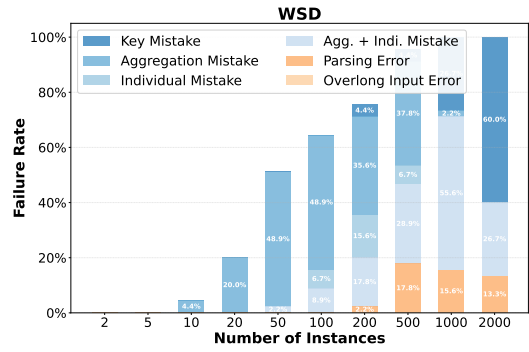 WSD
Key Mistake
Aggregation Mistake
Individual Mistake
Agg. + Indi. Mistake
Parsing Error
Overlong Input Error
Failure Rate
100%
80%
60%
40%
20%
0%
4.4%
20.0%
48.9%
2.2%
48.9%
6.7%
8.9%
4.4%
35.6%
15.6%
17.8%
2.2%
37.8%
6.7%
28.9%
17.8%
2.2%
55.6%
15.6%
60.0%
26.7%
13.3%
2 5 10 20 50 100 200 500 1000 2000
Number of Instances